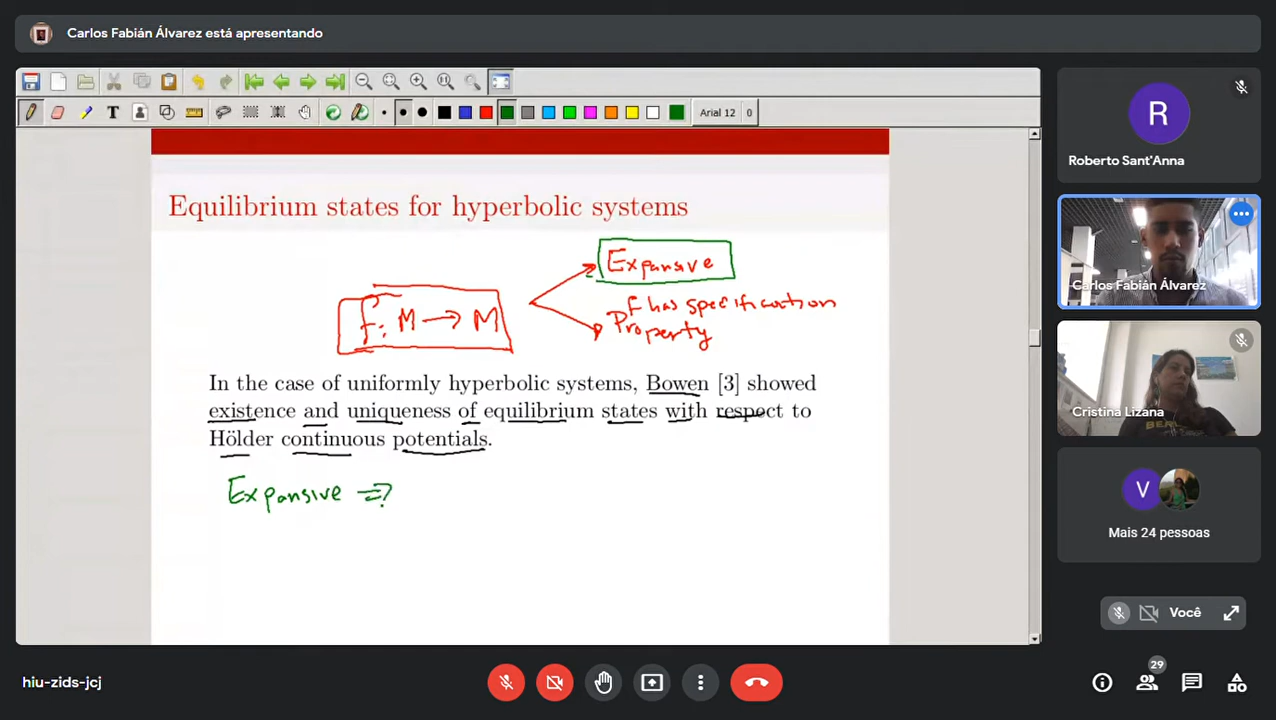 Carlos Fabián Álvarez está apresentando
Arial 12
0
Equilibrium states for hyperbolic systems
f: M → M
Expansive
f has specification
Property
In the case of uniformly hyperbolic systems, Bowen [3] showed
existence and uniqueness of equilibrium states with respect to
Hölder continuous potentials.
Expansive =>
R
Roberto Sant'Anna
Carlos Fabián Álvarez
Cristina Lizana
V
Mais 24 pessoas
Você
hiu-zids-jcj
29